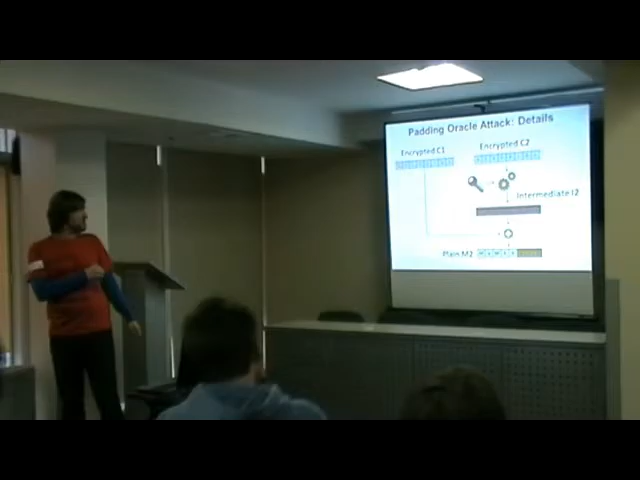 Padding Oracle Attack: Details
Encrypted C1
Encrypted C2
Intermediate I2
Plain M2